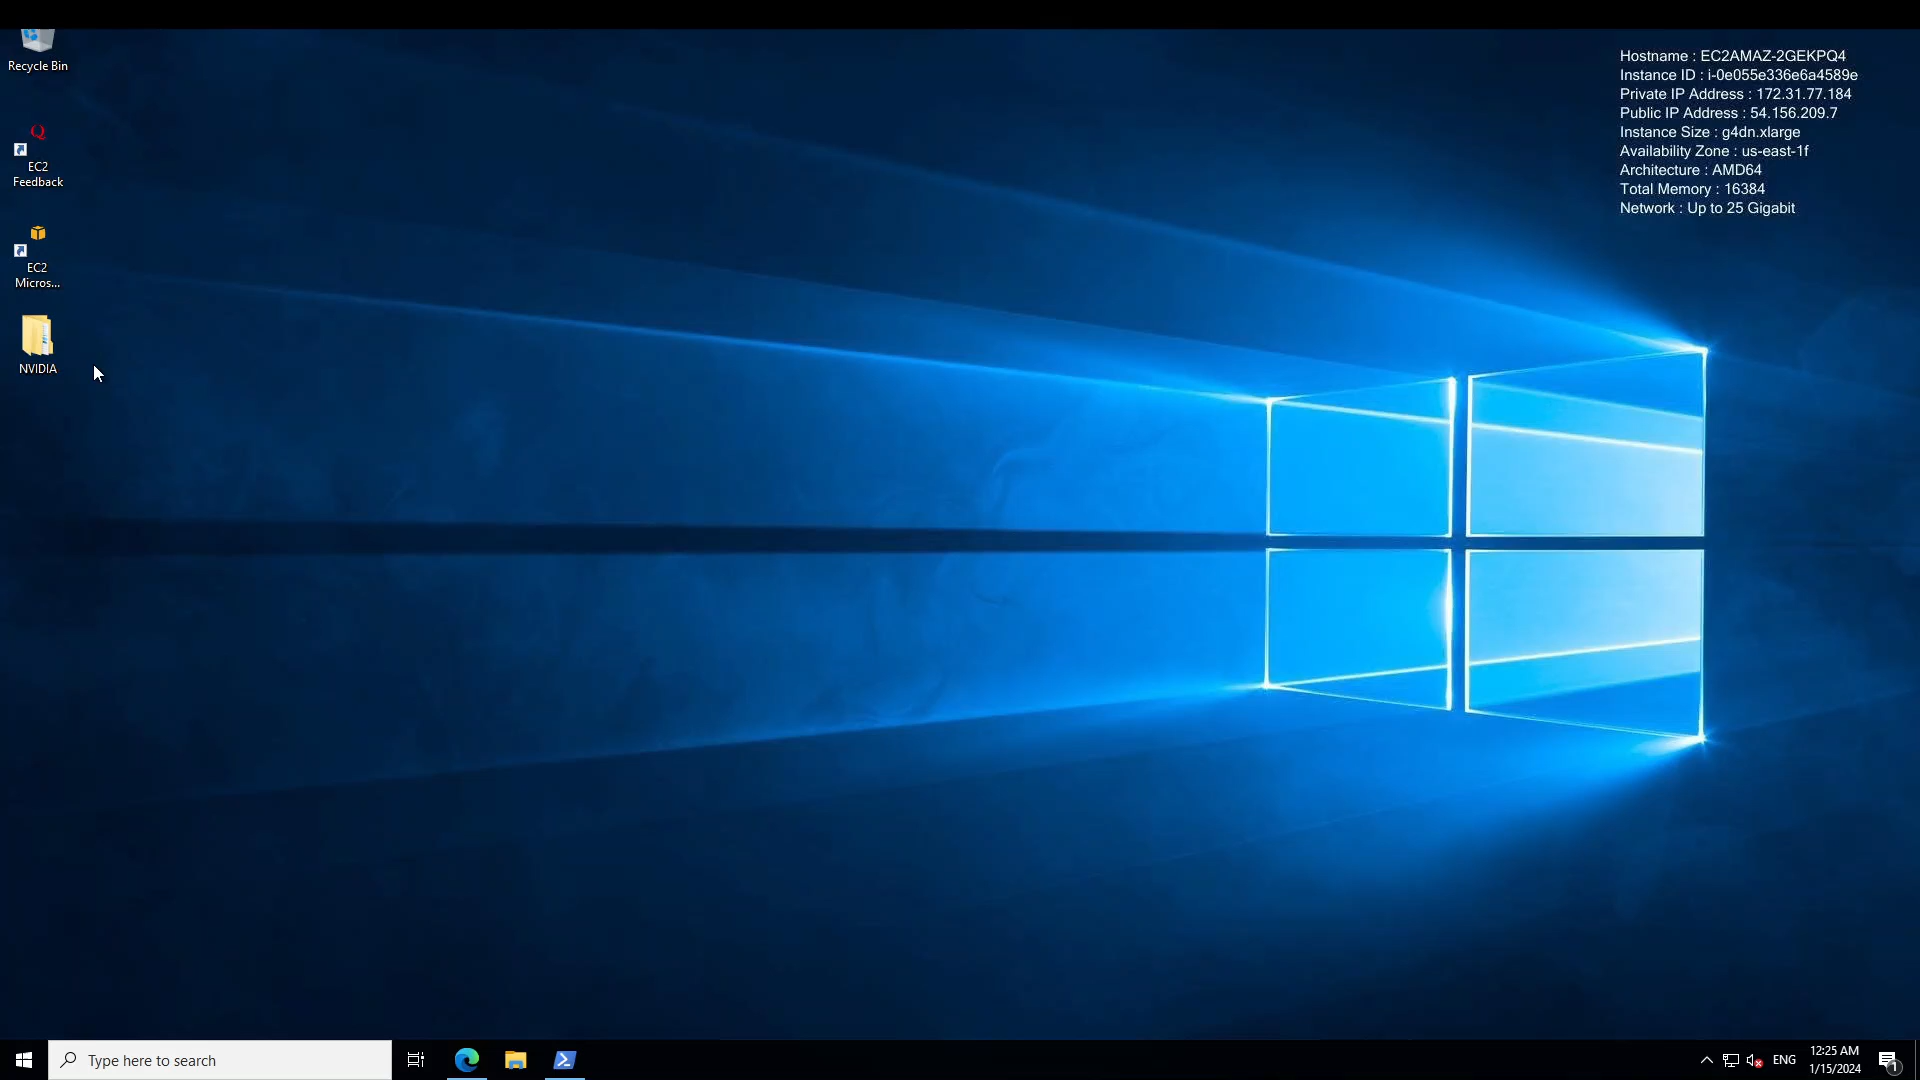 Recycle Bin
Q
EC2
Feedback
EC2
Micros...
NVIDIA
Hostname : EC2AMAZ-2GEKPQ4
Instance ID : i-0e055e336e6a4589e
Private IP Address : 172.31.77.184
Public IP Address : 54.156.209.7
Instance Size : g4dn.xlarge
Availability Zone : us-east-1f
Architecture : AMD64
Total Memory : 16384
Network : Up to 25 Gigabit
Type here to search
ENG
12:25 AM
1/15/2024
1